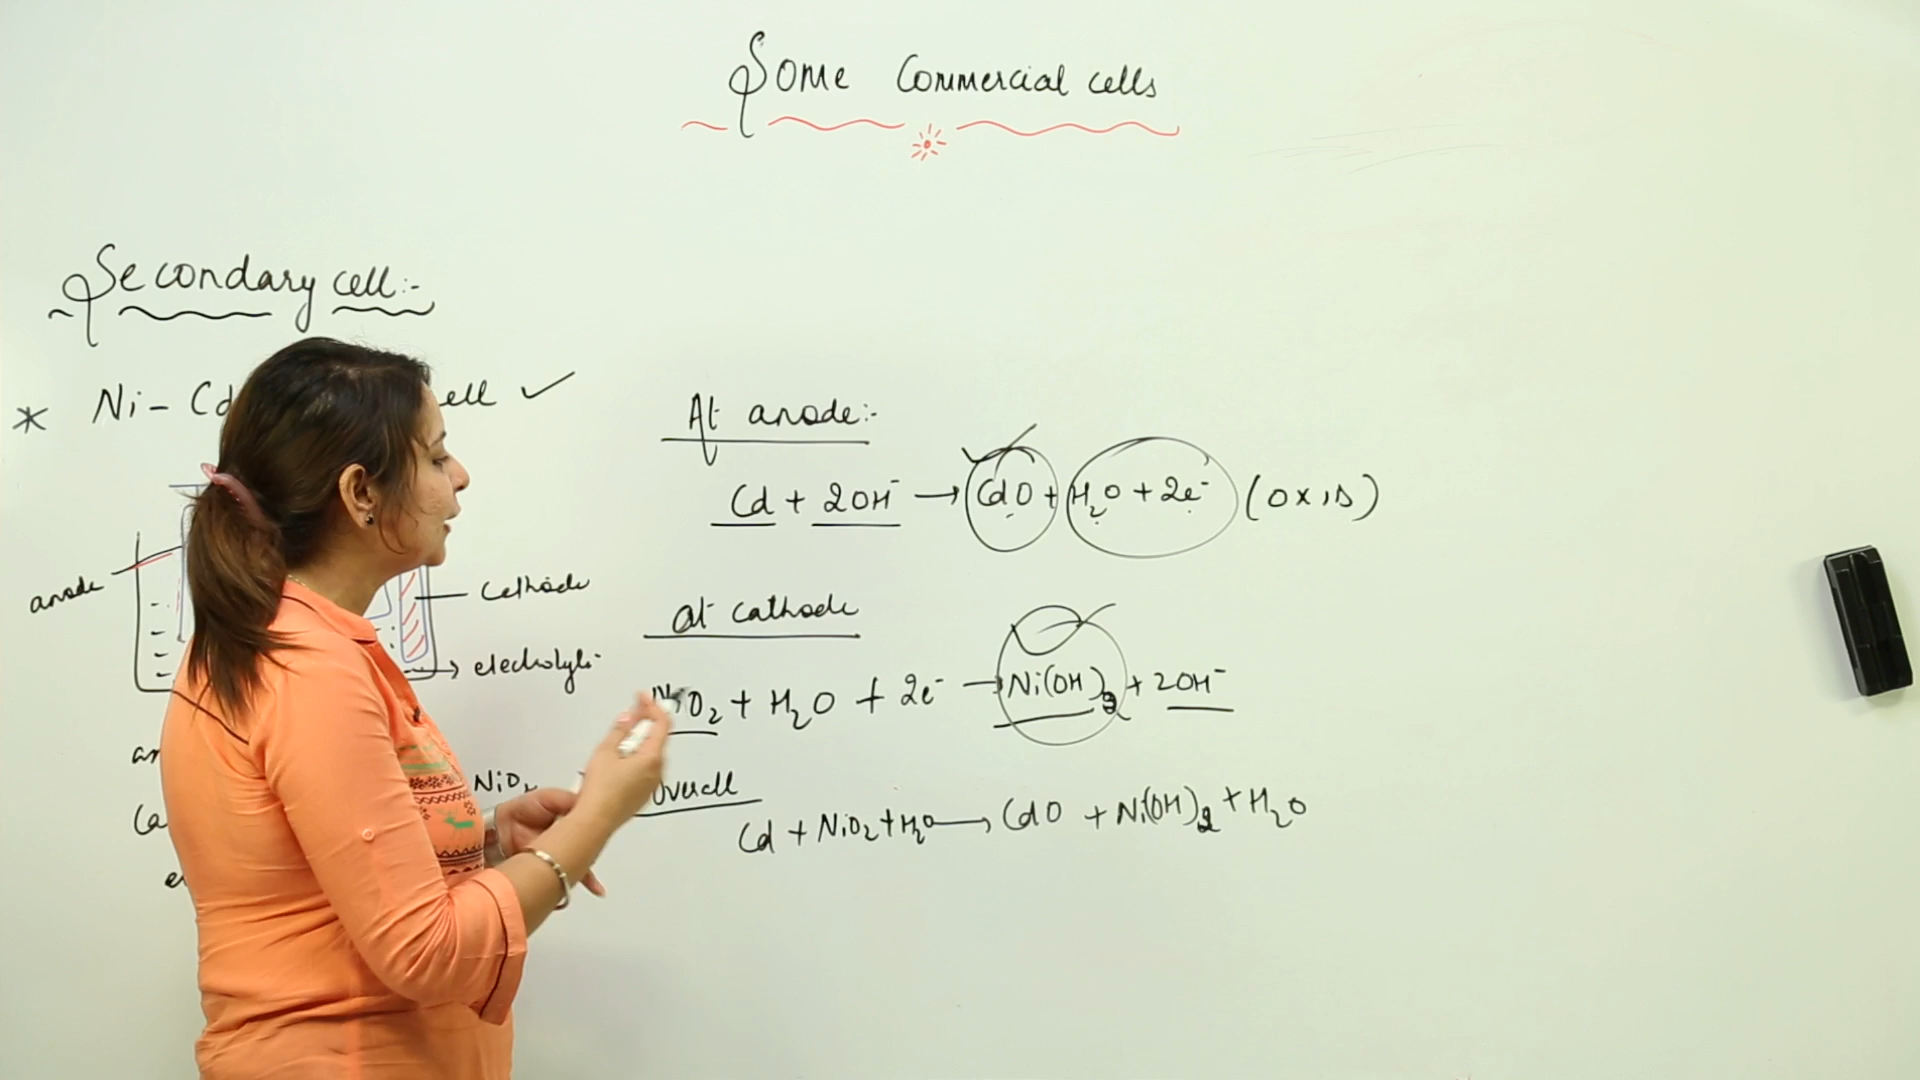 Some Commercial cells
Secondary cell:-
* Ni - Cd ell ✓
anode
Cathode
electrolyte
NiO2
At anode:-
Cd + 2OH⁻ → CdO + H2O + 2e⁻ (OXID)
at cathode
NiO2 + H2O + 2e⁻ → Ni(OH)2 + 2OH⁻
Overall
Cd + NiO2 + H2O → CdO + Ni(OH)2 + H2O